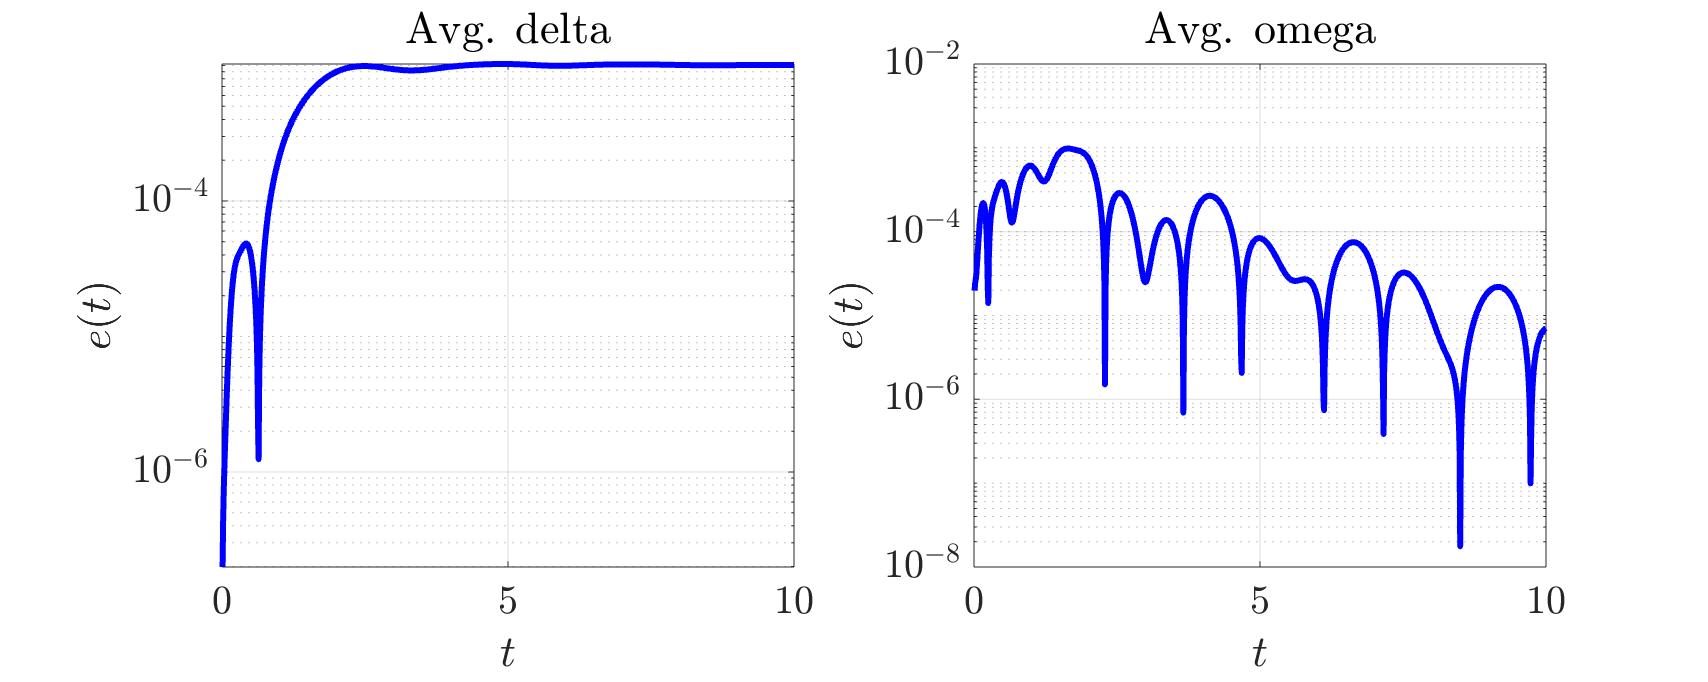 Avg. delta
10^{-4}
10^{-6}
e(t)
0 5 10
t
Avg. omega
10^{-2}
10^{-4}
10^{-6}
10^{-8}
e(t)
0 5 10
t